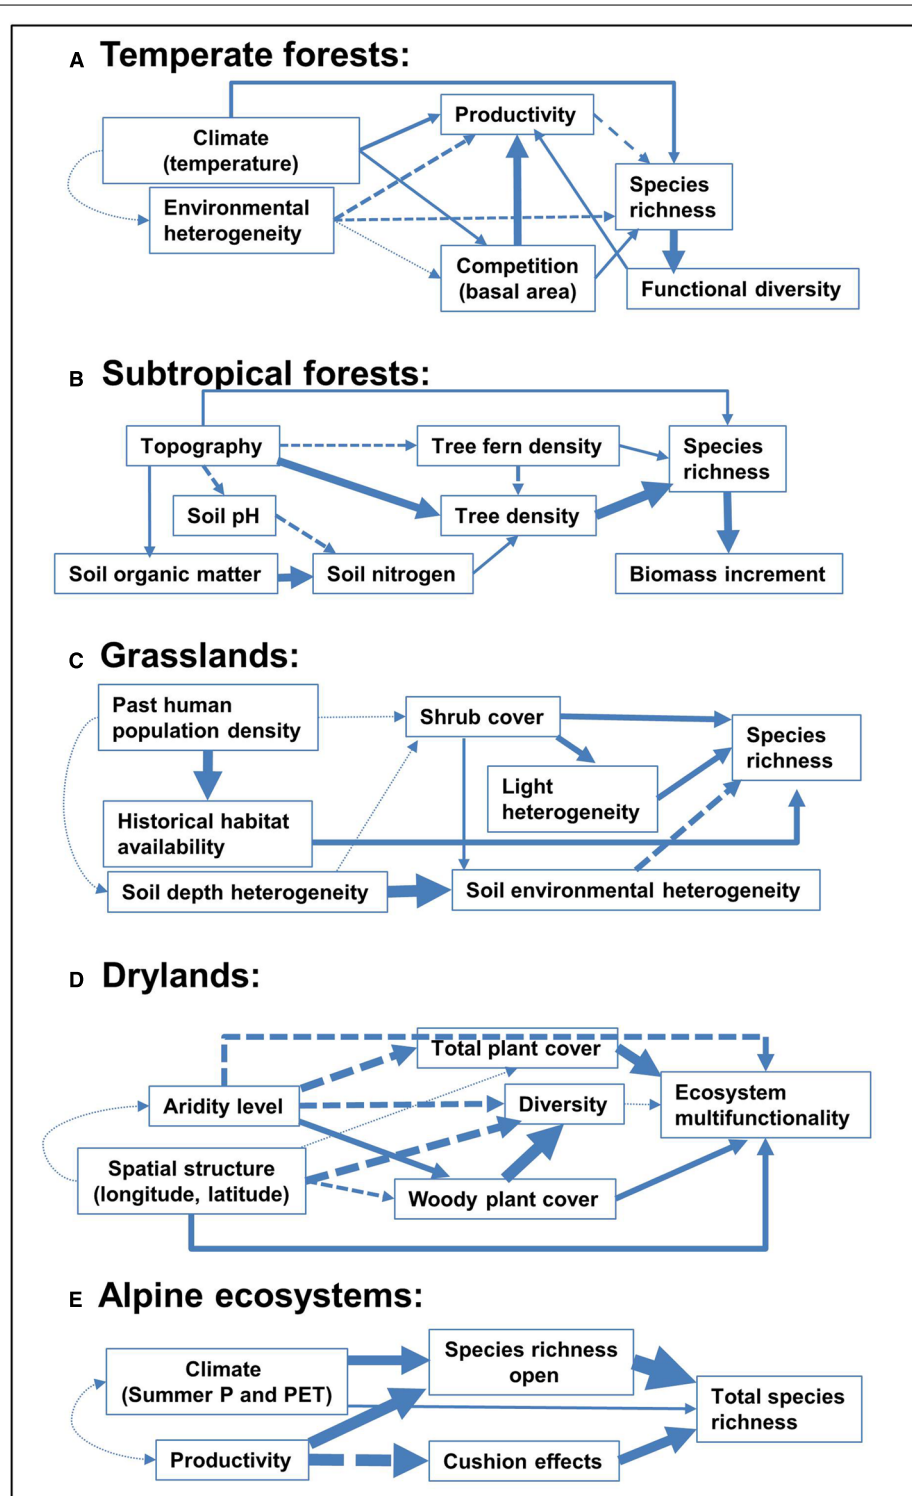 A Temperate forests:
Productivity
Climate
(temperature)
Species
richness
Environmental
heterogeneity
Competition
(basal area)
Functional diversity
B Subtropical forests:
Topography
Tree fern density
Species
richness
Soil pH
Tree density
Soil organic matter
Soil nitrogen
Biomass increment
C Grasslands:
Past human
population density
Shrub cover
Species
richness
Light
heterogeneity
Historical habitat
availability
Soil depth heterogeneity
Soil environmental heterogeneity
D Drylands:
Total plant cover
Aridity level
Diversity
Ecosystem
multifunctionality
Spatial structure
(longitude, latitude)
Woody plant cover
E Alpine ecosystems:
Species richness
open
Climate
(Summer P and PET)
Total species
richness
Productivity
Cushion effects